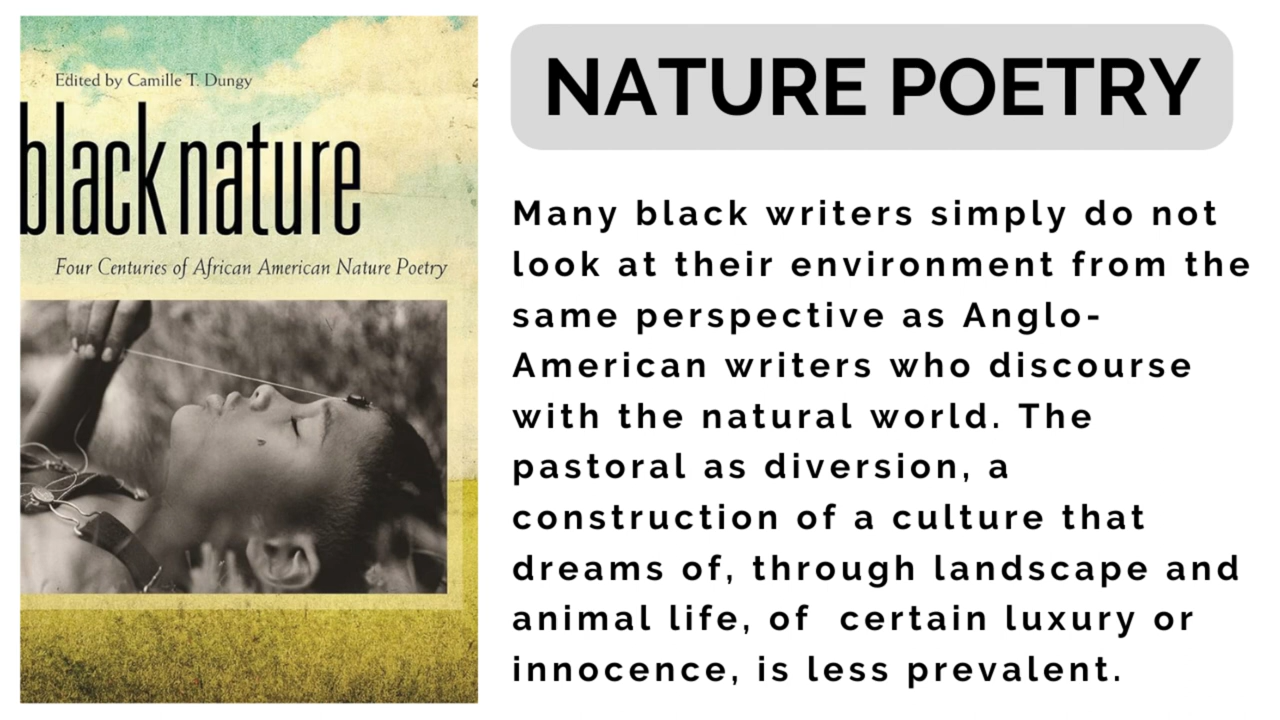 Edited by Camille T. Dungy
black nature
Four Centuries of African American Nature Poetry
NATURE POETRY
Many black writers simply do not
look at their environment from the
same perspective as Anglo-
American writers who discourse
with the natural world. The
pastoral as diversion, a
construction of a culture that
dreams of, through landscape and
animal life, of  certain luxury or
innocence, is less prevalent.